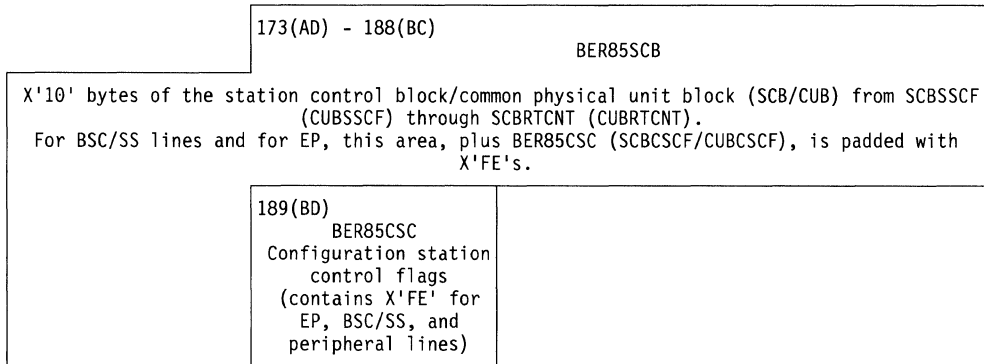 173(AD) - 188(BC)
BER85SCB
X'10' bytes of the station control block/common physical unit block (SCB/CUB) from SCBSSCF
(CUBSSCF) through SCBRTCNT (CUBRTCNT).
For BSC/SS lines and for EP, this area, plus BER85CSC (SCBCSCF/CUBCSCF), is padded with
X'FE's.
189(BD)
BER85CSC
Configuration station
control flags
(contains X'FE' for
EP, BSC/SS, and
peripheral lines)